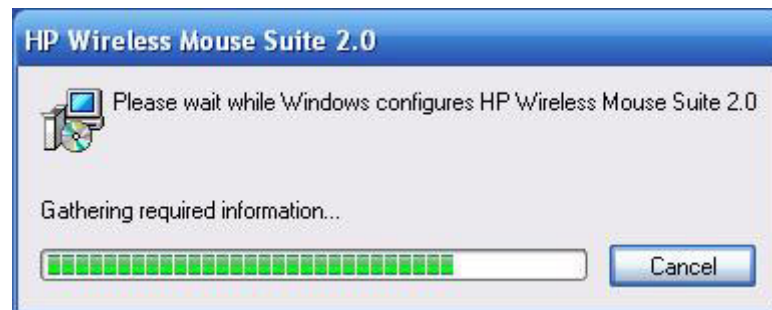 HP Wireless Mouse Suite 2.0
Please wait while Windows configures HP Wireless Mouse Suite 2.0
Gathering required information...
Cancel